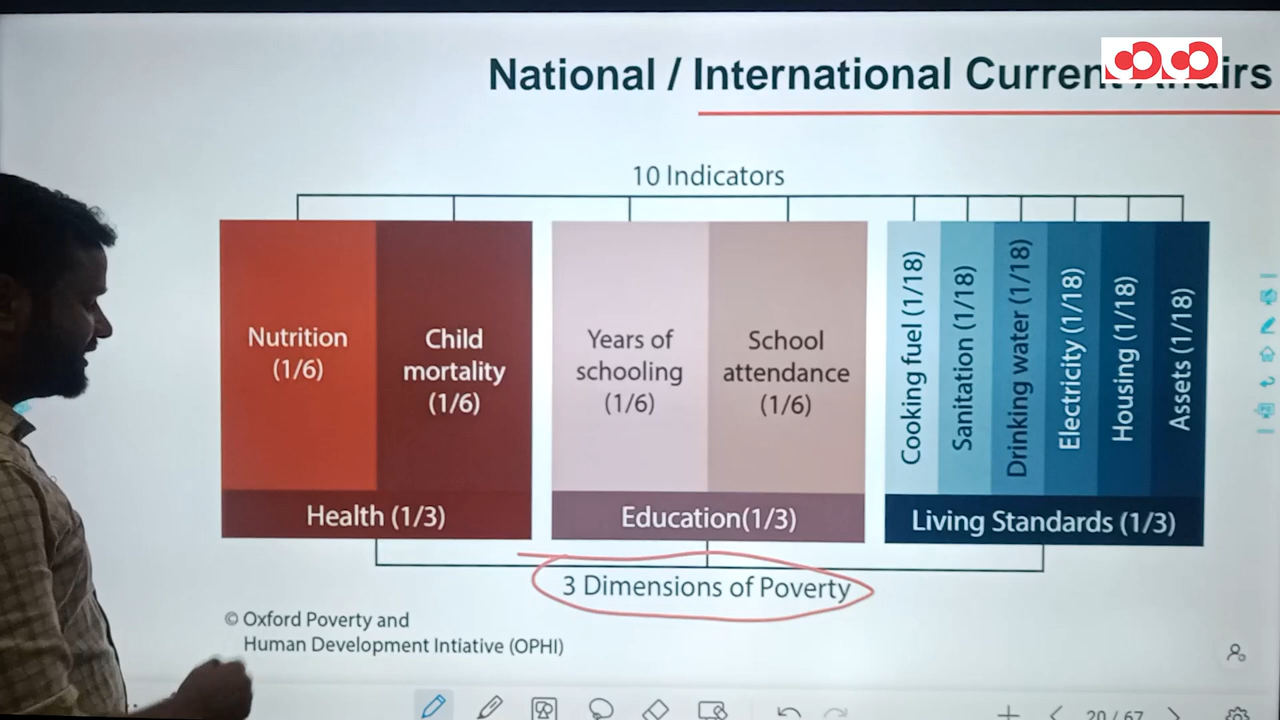 National / International Current Affairs
10 Indicators
Nutrition
(1/6)
Child
mortality
(1/6)
Years of
schooling
(1/6)
School
attendance
(1/6)
Cooking fuel (1/18)
Sanitation (1/18)
Drinking water (1/18)
Electricity (1/18)
Housing (1/18)
Assets (1/18)
Health (1/3)
Education(1/3)
Living Standards (1/3)
3 Dimensions of Poverty
© Oxford Poverty and
Human Development Intiative (OPHI)
20 / 67